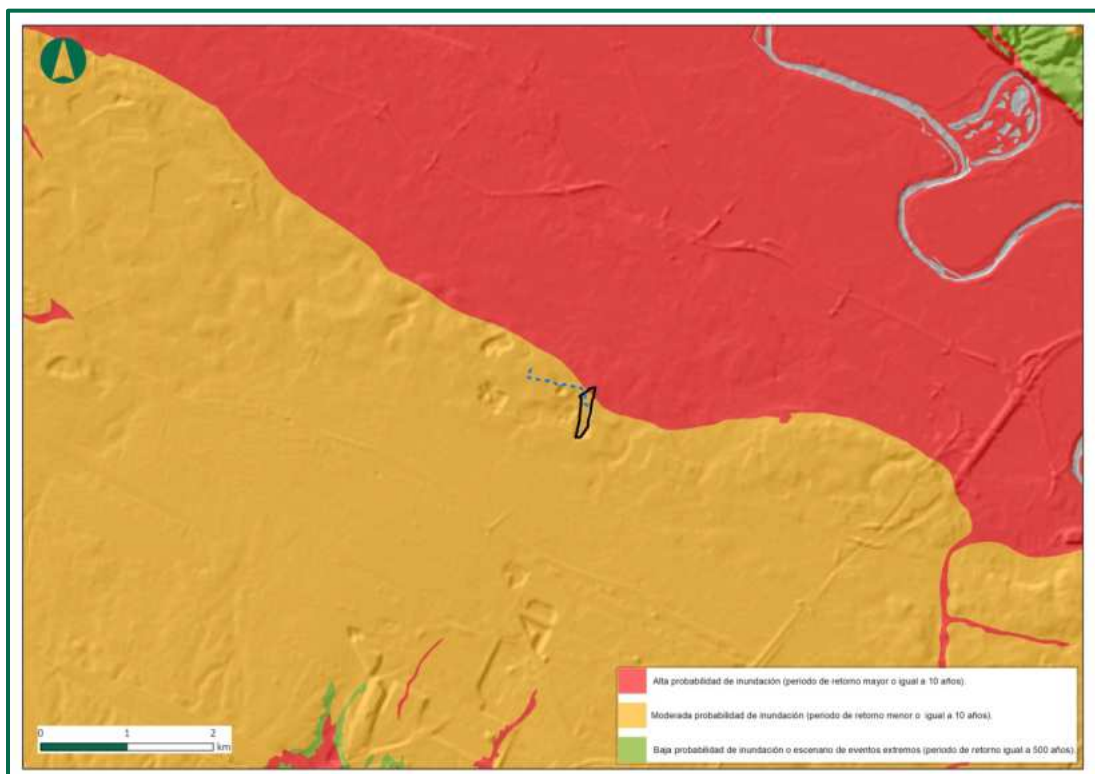 Alta probabilidad de inundación (periodo de retorno mayor o igual a 10 años).
Moderada probabilidad de inundación (periodo de retorno menor o igual a 10 años).
Baja probabilidad de inundación o escenario de eventos extremos (periodo de retorno igual a 500 años).
0 1 2
km